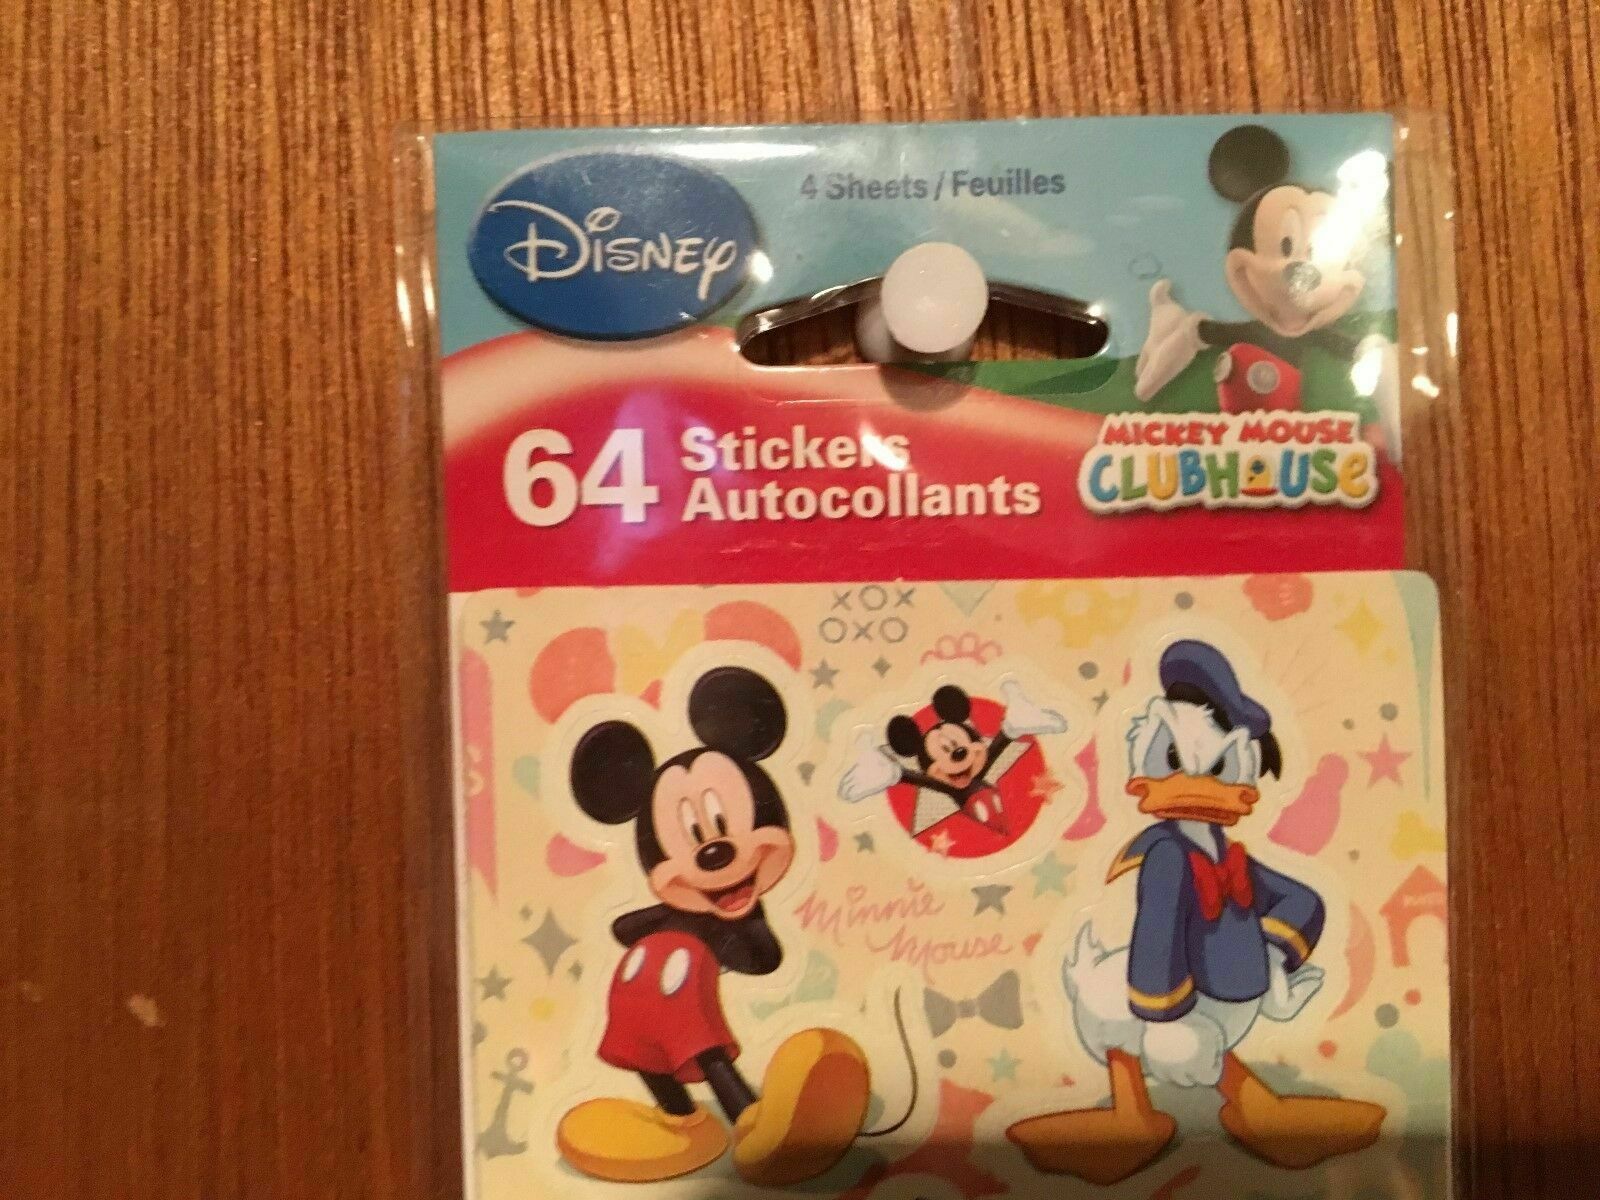 4 Sheets / Feuilles
Disney
64 Stickers
Autocollants
MICKEY MOUSE
CLUBHOUSE
XOX
OXO
Minnie
Mouse